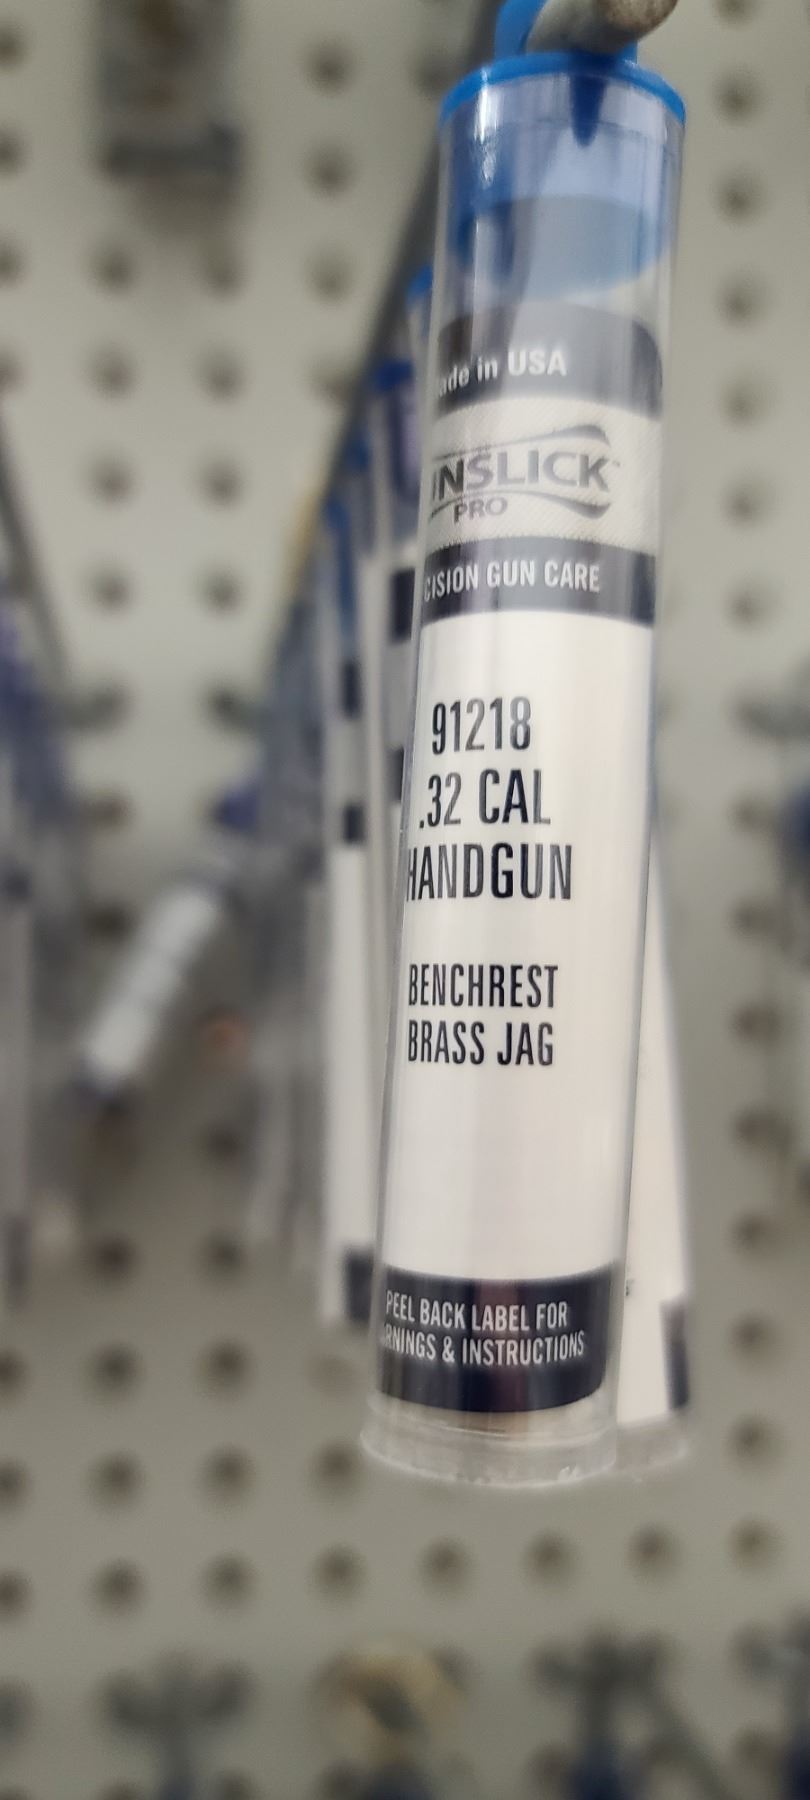 ade in USA
NSLICK
PRO
CISION GUN CARE
91218
.32 CAL
HANDGUN
BENCHREST
BRASS JAG
PEEL BACK LABEL FOR
RNINGS & INSTRUCTIONS